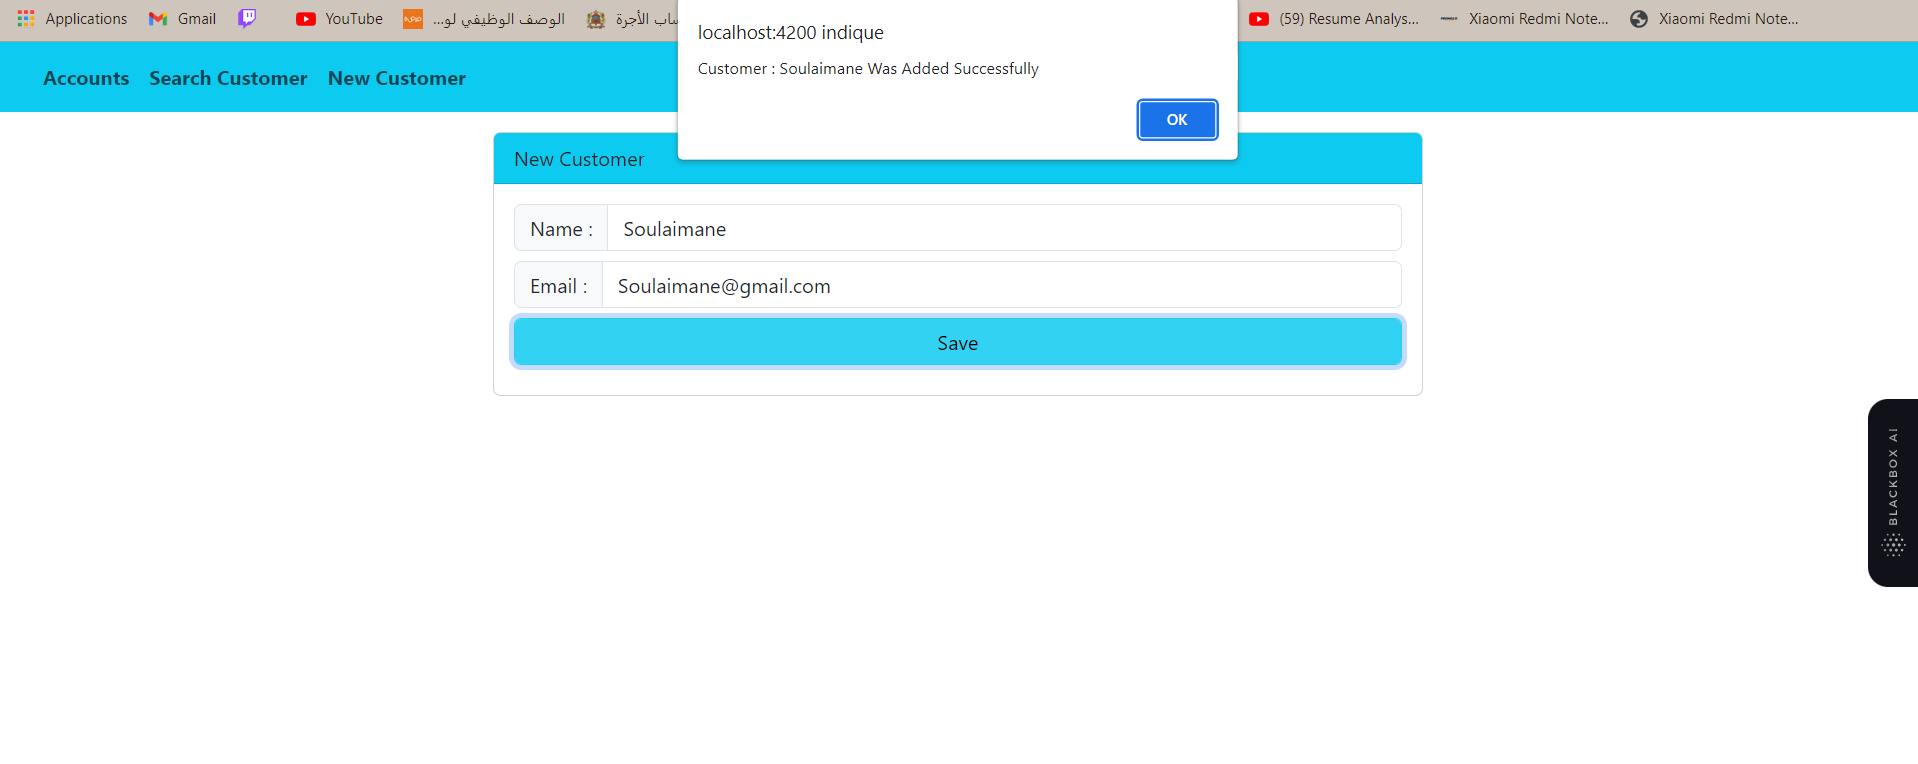 Applications Gmail YouTube الوصف الوظيفي لو... ساب الأجرة (59) Resume Analys... Xiaomi Redmi Note... Xiaomi Redmi Note...
localhost:4200 indique
Customer : Soulaimane Was Added Successfully
OK
Accounts Search Customer New Customer
New Customer
Name : Soulaimane
Email : Soulaimane@gmail.com
Save
BLACKBOX AI